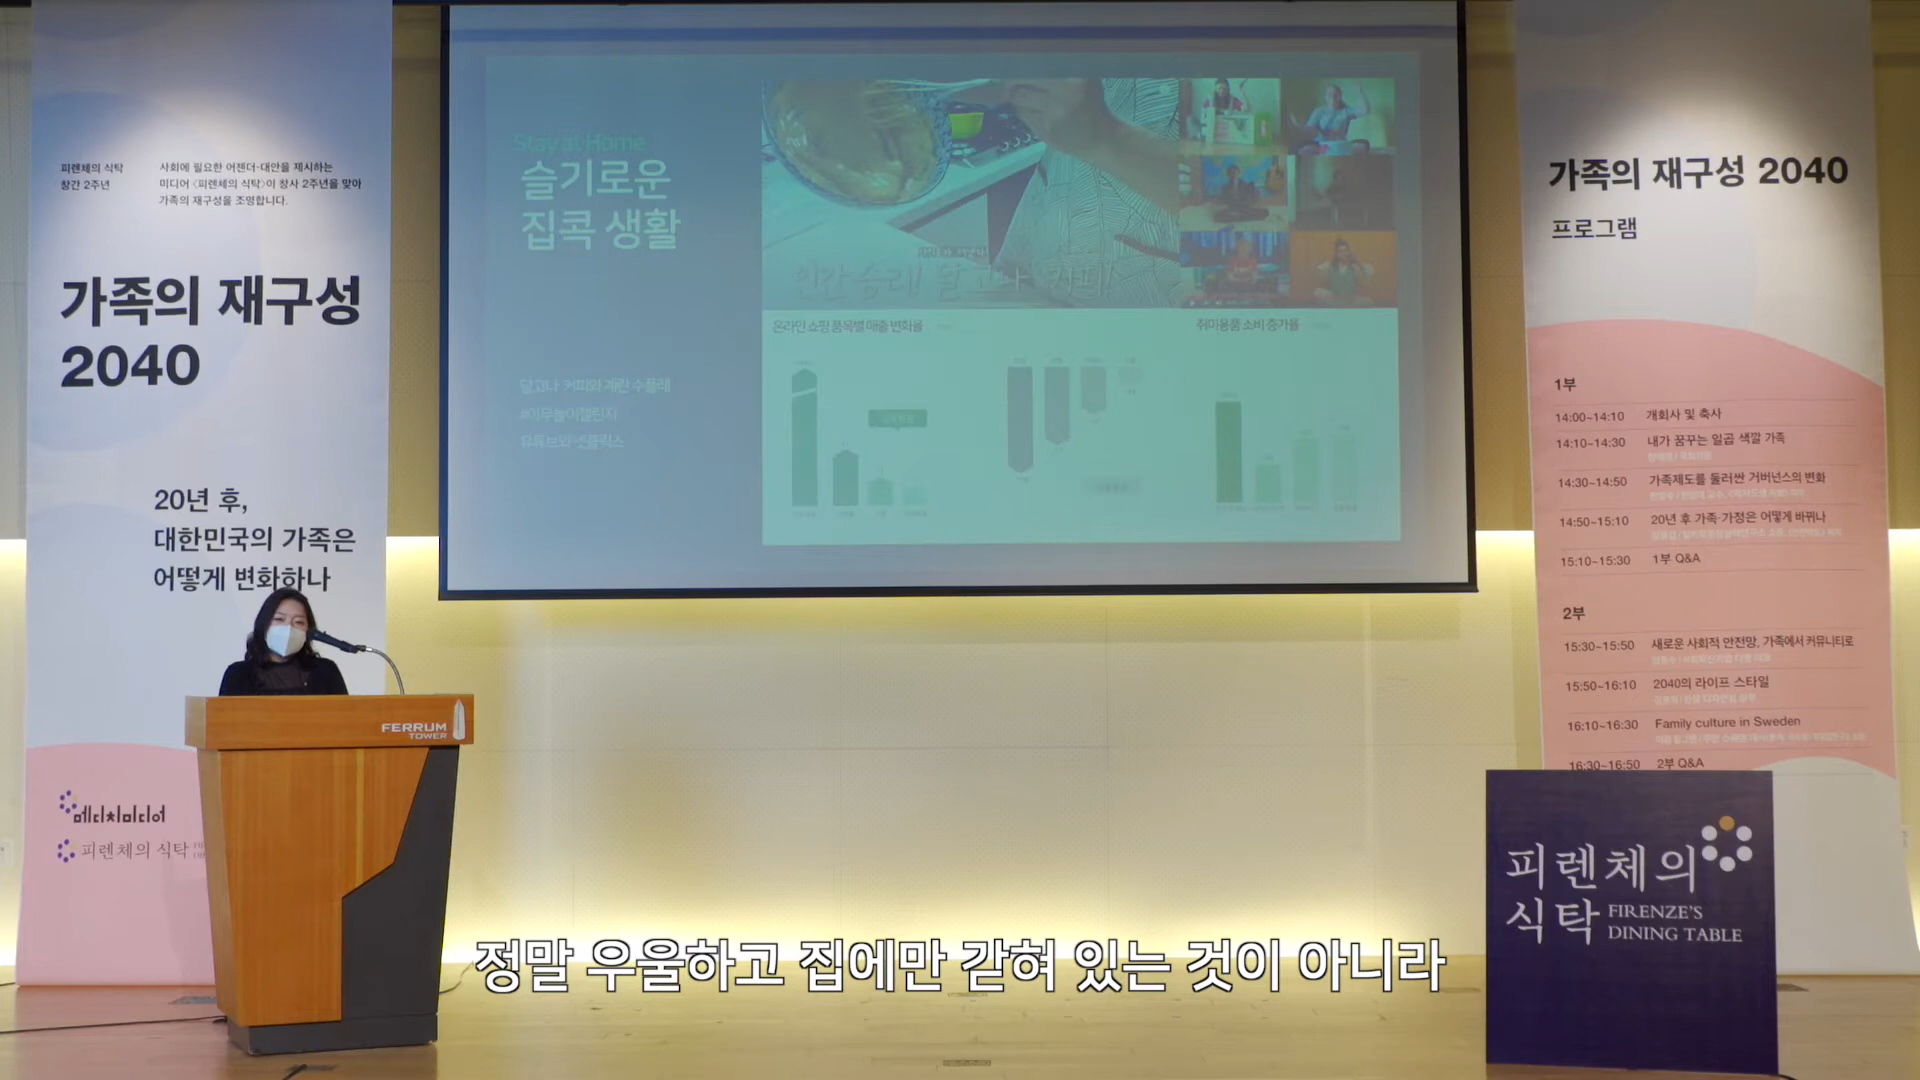 피렌체의 식탁
창간 2주년
사회에 필요한 어젠더·대안을 제시하는
미디어 〈피렌체의 식탁〉이 창사 2주년을 맞아
가족의 재구성을 조명합니다.
가족의 재구성
2040
20년 후,
대한민국의 가족은
어떻게 변화하나
메디치미디어
피렌체의 식탁
FERRUM
TOWER
Stay at Home
슬기로운
집콕 생활
달고나 커피와 계란 수플레
#아무놀이챌린지
유튜브와 넷플릭스
인간 승리! 달고나 커피
온라인 쇼핑 품목별 매출 변화율
취미용품 소비 증가율
가족의 재구성 2040
프로그램
1부
14:00~14:10 개회사 및 축사
14:10~14:30 내가 꿈꾸는 일곱 색깔 가족
14:30~14:50 가족제도를 둘러싼 거버넌스의 변화
14:50~15:10 20년 후 가족·가정은 어떻게 바뀌나
15:10~15:30 1부 Q&A
2부
15:30~15:50 새로운 사회적 안전망, 가족에서 커뮤니티로
15:50~16:10 2040의 라이프 스타일
16:10~16:30 Family culture in Sweden
16:30~16:50 2부 Q&A
피렌체의
식탁 FIRENZE'S
DINING TABLE
정말 우울하고 집에만 갇혀 있는 것이 아니라